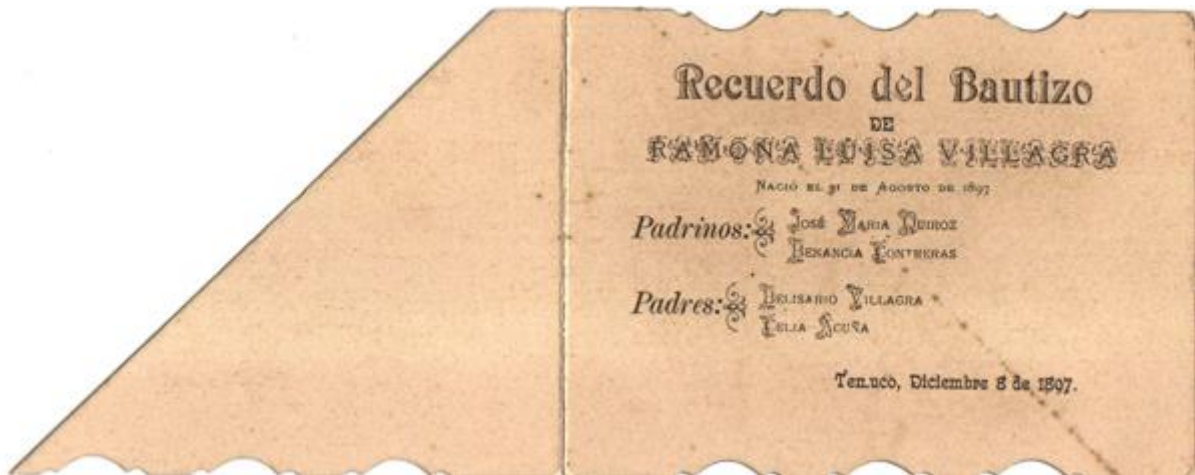 Recuerdo del Bautizo
DE
RAMONA LUISA VILLAGRA
NACIÓ EL 31 DE AGOSTO DE 1897
Padrinos: JOSÉ MARIA QUIROZ
BENANCIA CONTRERAS
Padres: BELISARIO VILLAGRA
CELIA ACUÑA
Temuco, Diciembre 8 de 1897.